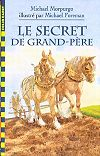 Michael Morpurgo
illustré par Michael Foreman
LE SECRET
DE GRAND-PÈRE